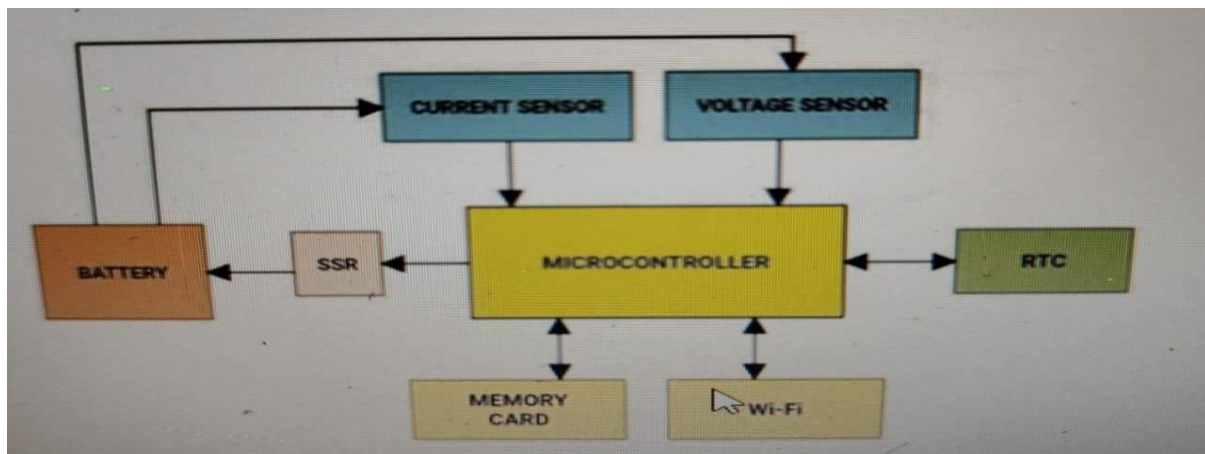 CURRENT SENSOR
VOLTAGE SENSOR
BATTERY
SSR
MICROCONTROLLER
RTC
MEMORY
CARD
Wi-Fi